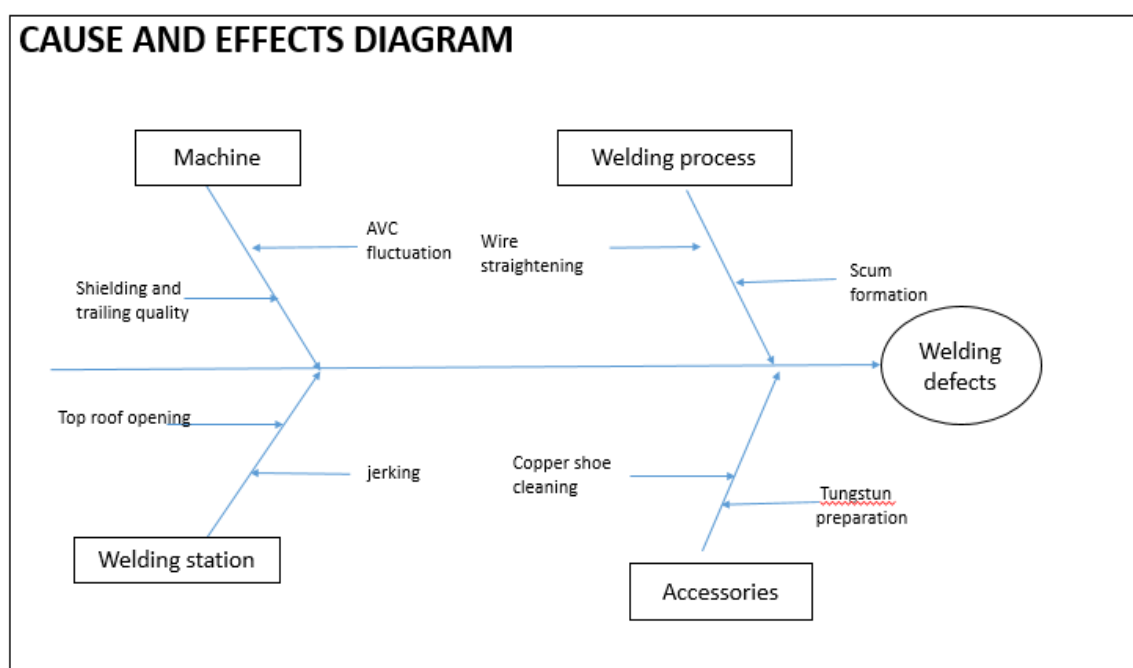 CAUSE AND EFFECTS DIAGRAM
Machine
Welding process
AVC
fluctuation
Wire
straightening
Scum
formation
Shielding and
trailing quality
Welding
defects
Top roof opening
jerking
Copper shoe
cleaning
Tungstun
preparation
Welding station
Accessories